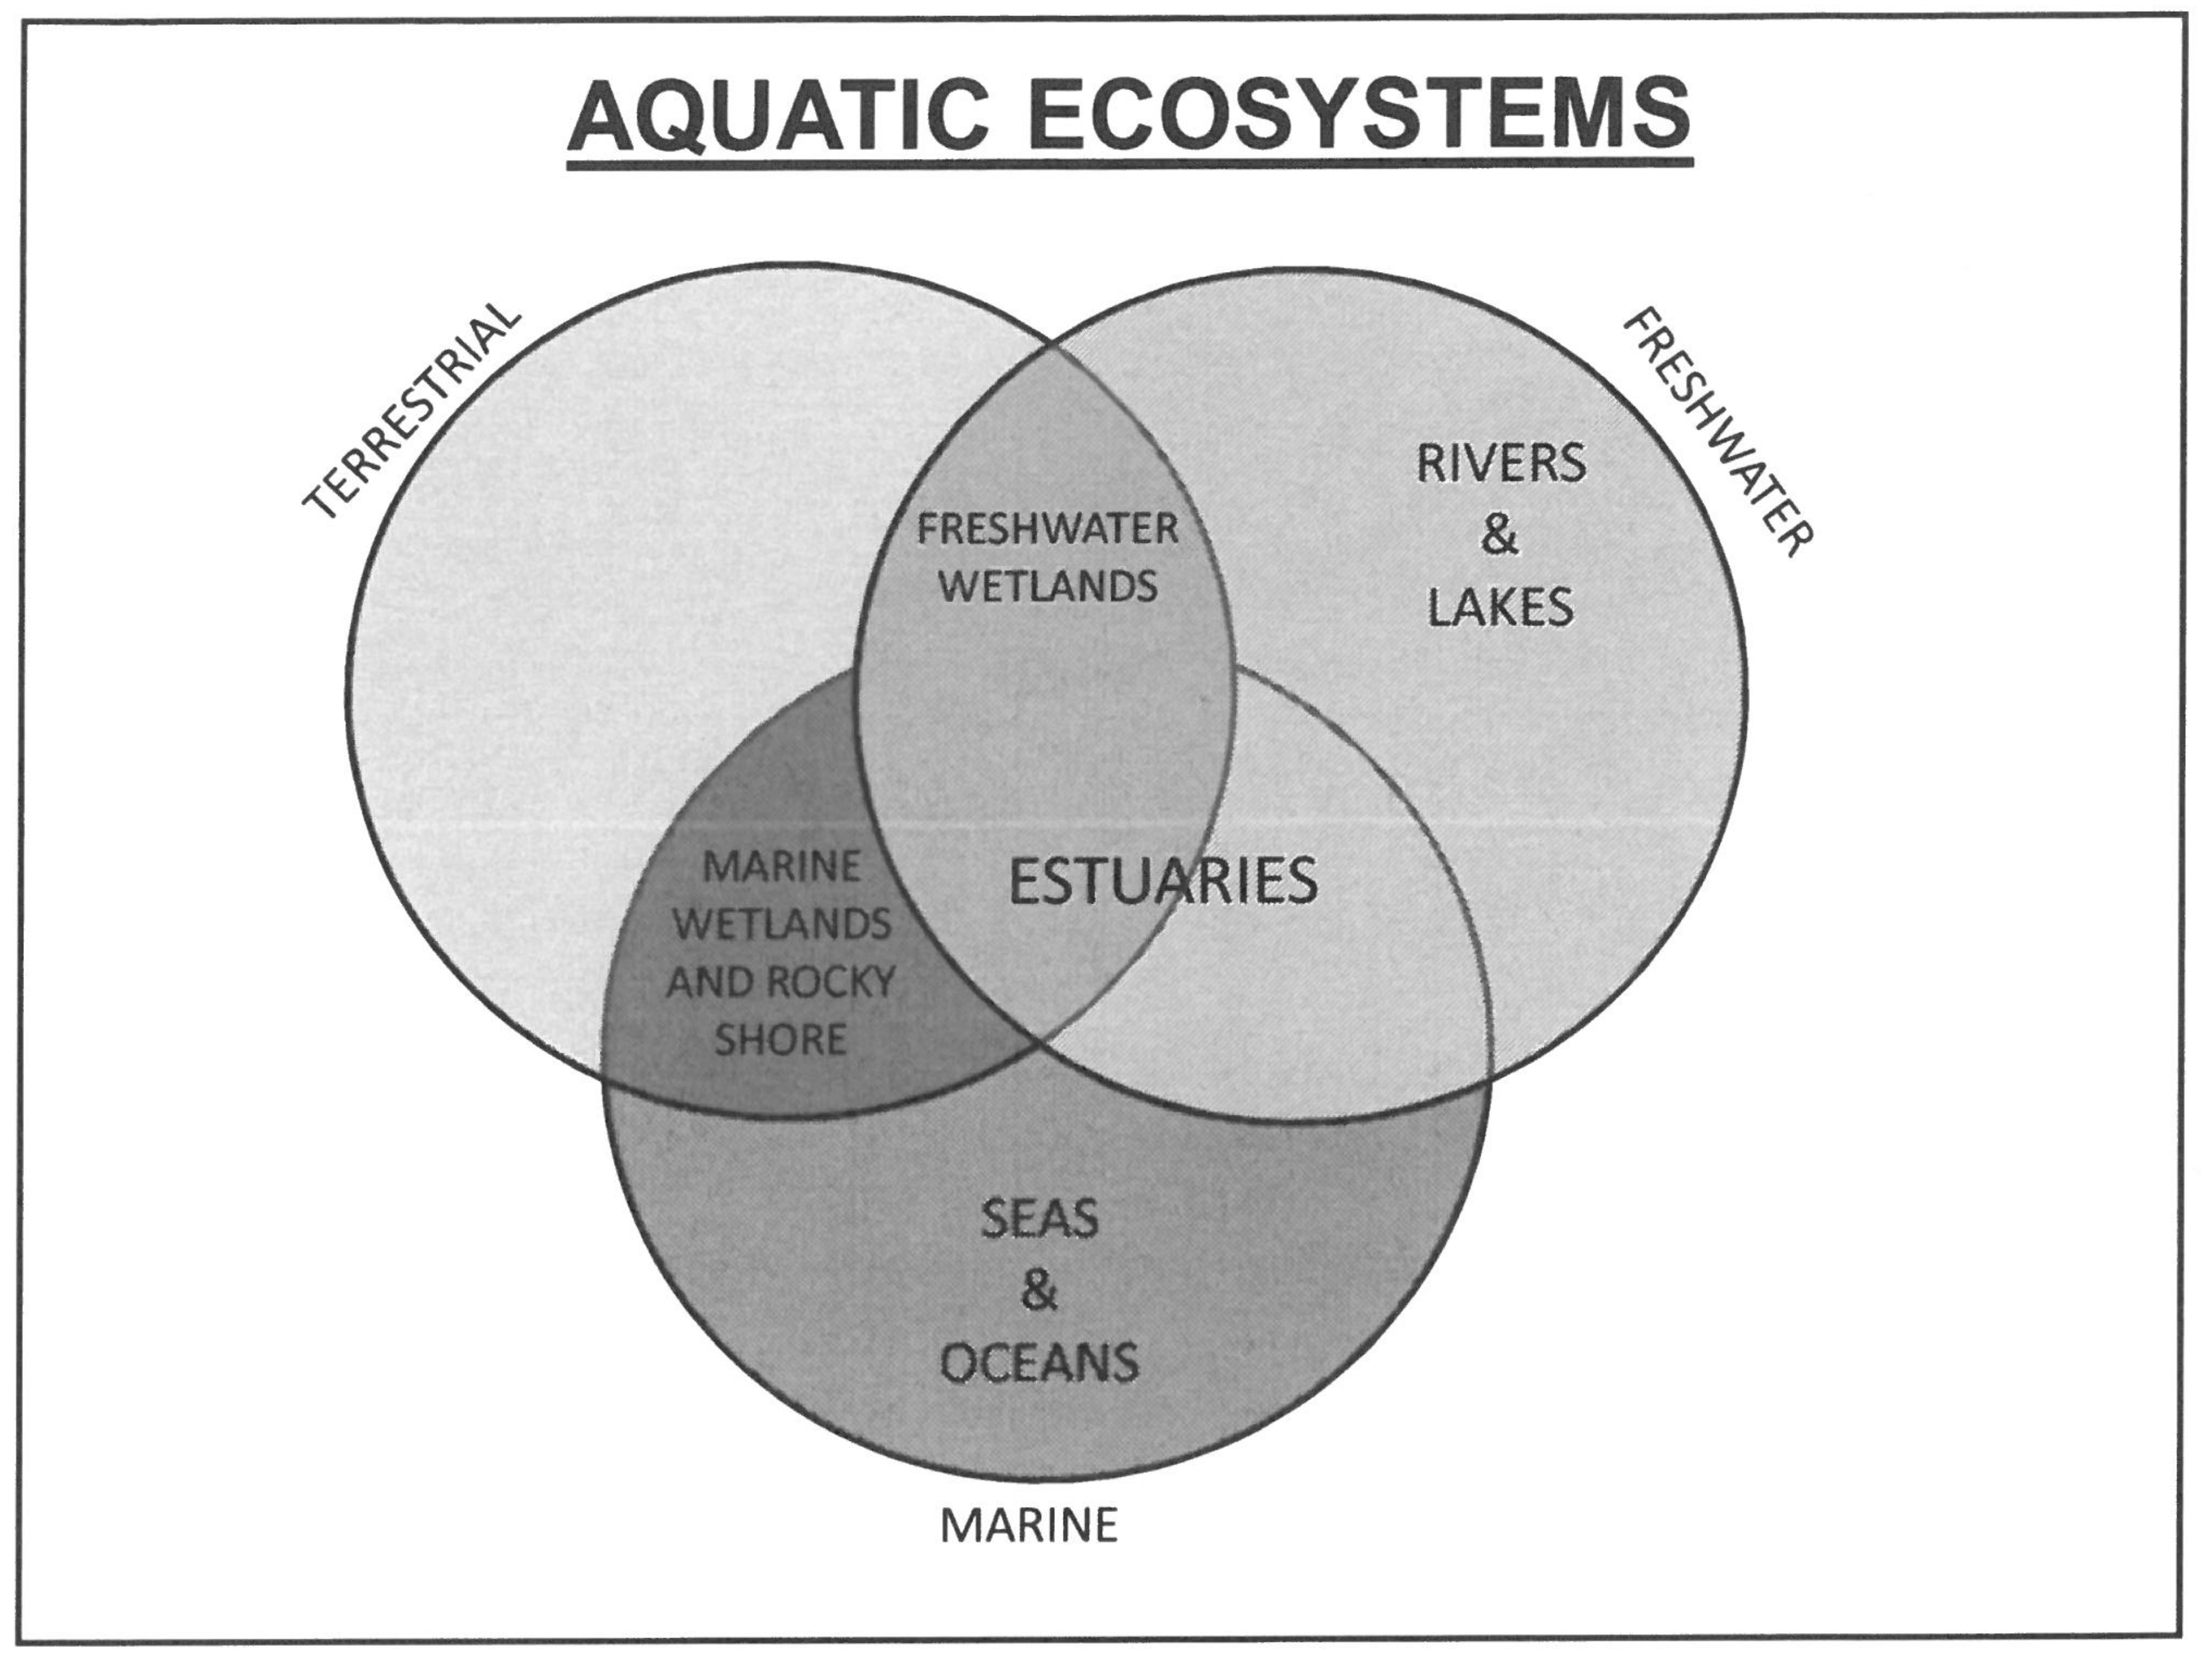 AQUATIC ECOSYSTEMS
TERRESTRIAL
FRESHWATER
RIVERS
&
LAKES
FRESHWATER
WETLANDS
MARINE
WETLANDS
AND ROCKY
SHORE
ESTUARIES
SEAS
&
OCEANS
MARINE